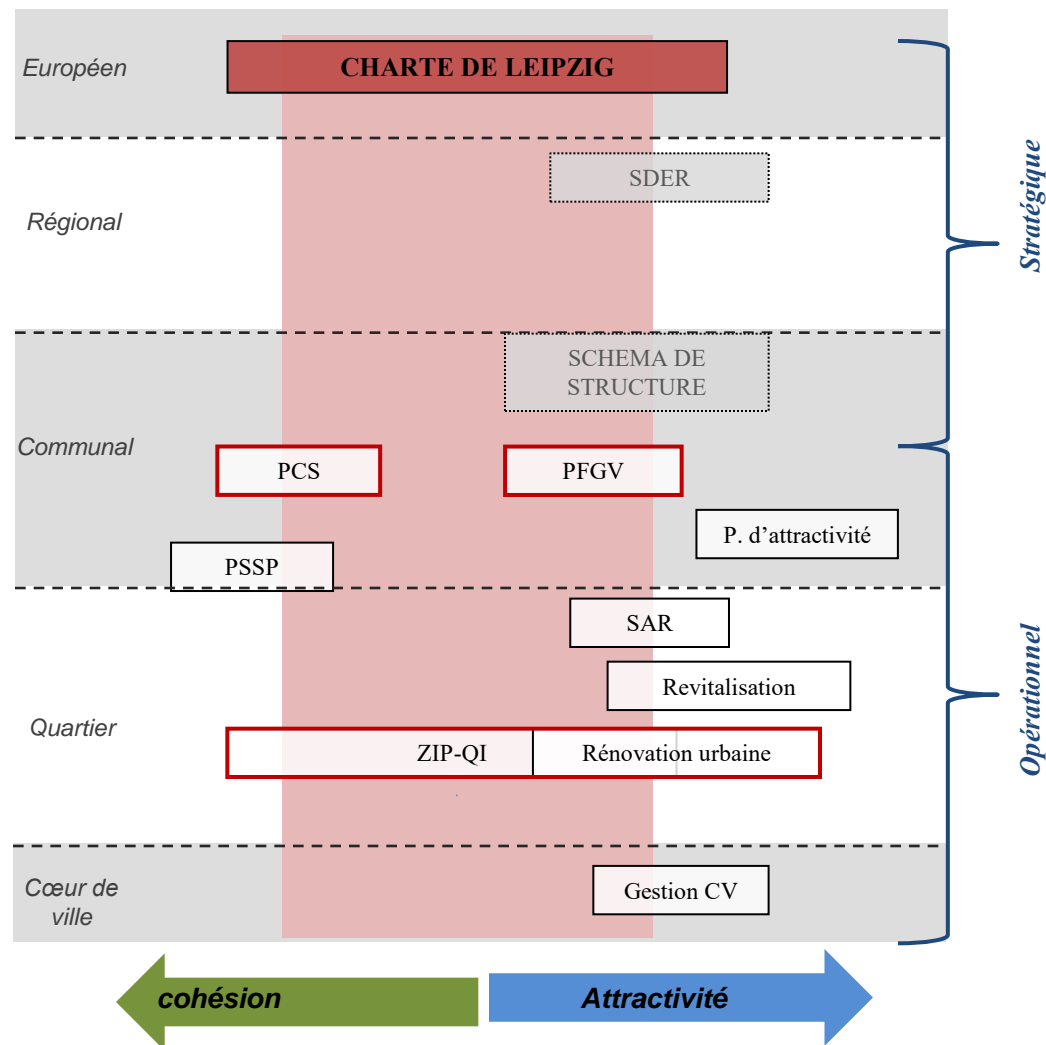 Européen
CHARTE DE LEIPZIG
SDER
Régional
Stratégique
SCHEMA DE
STRUCTURE
Communal
PCS
PFGV
P. d’attractivité
PSSP
SAR
Revitalisation
Quartier
ZIP-QI
Rénovation urbaine
Opérationnel
Cœur de
ville
Gestion CV
cohésion
Attractivité